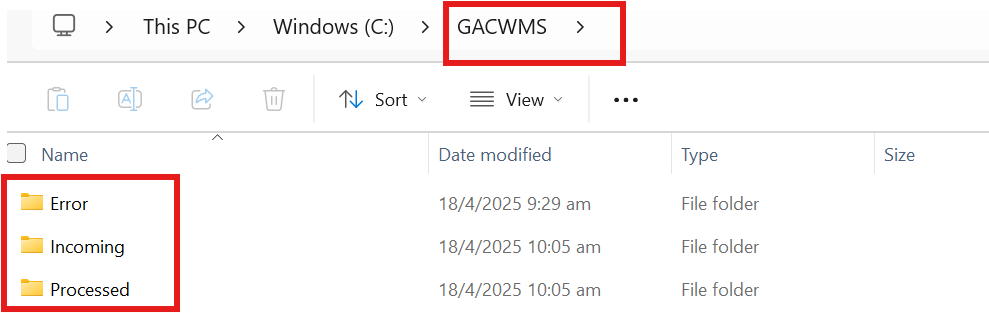 This PC > Windows (C:) > GACWMS >
Sort View ...
Name Date modified Type Size
Error 18/4/2025 9:29 am File folder
Incoming 18/4/2025 10:05 am File folder
Processed 18/4/2025 10:05 am File folder